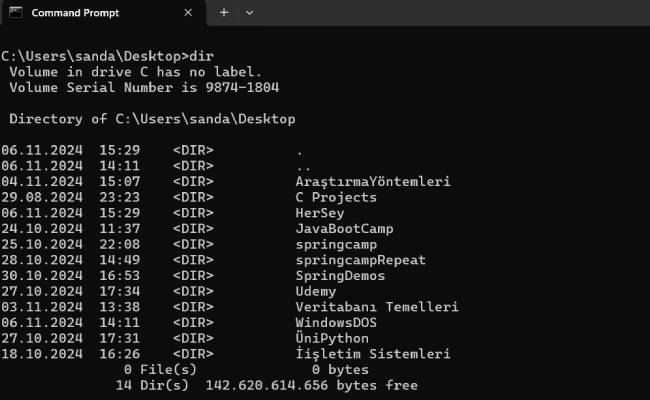 Command Prompt
C:\Users\sanda\Desktop>dir
Volume in drive C has no label.
Volume Serial Number is 9874-1804
Directory of C:\Users\sanda\Desktop
06.11.2024  15:29    <DIR>          .
06.11.2024  14:11    <DIR>          ..
04.11.2024  15:07    <DIR>          AraştırmaYöntemleri
29.08.2024  23:23    <DIR>          C Projects
06.11.2024  15:29    <DIR>          HerSey
24.10.2024  11:37    <DIR>          JavaBootCamp
25.10.2024  22:08    <DIR>          springcamp
28.10.2024  14:49    <DIR>          springcampRepeat
30.10.2024  16:53    <DIR>          SpringDemos
27.10.2024  17:34    <DIR>          Udemy
03.11.2024  13:38    <DIR>          Veritabanı Temelleri
06.11.2024  14:11    <DIR>          WindowsDOS
27.10.2024  17:31    <DIR>          ÜniPython
18.10.2024  16:26    <DIR>          İişletim Sistemleri
0 File(s)              0 bytes
14 Dir(s)  142.620.614.656 bytes free